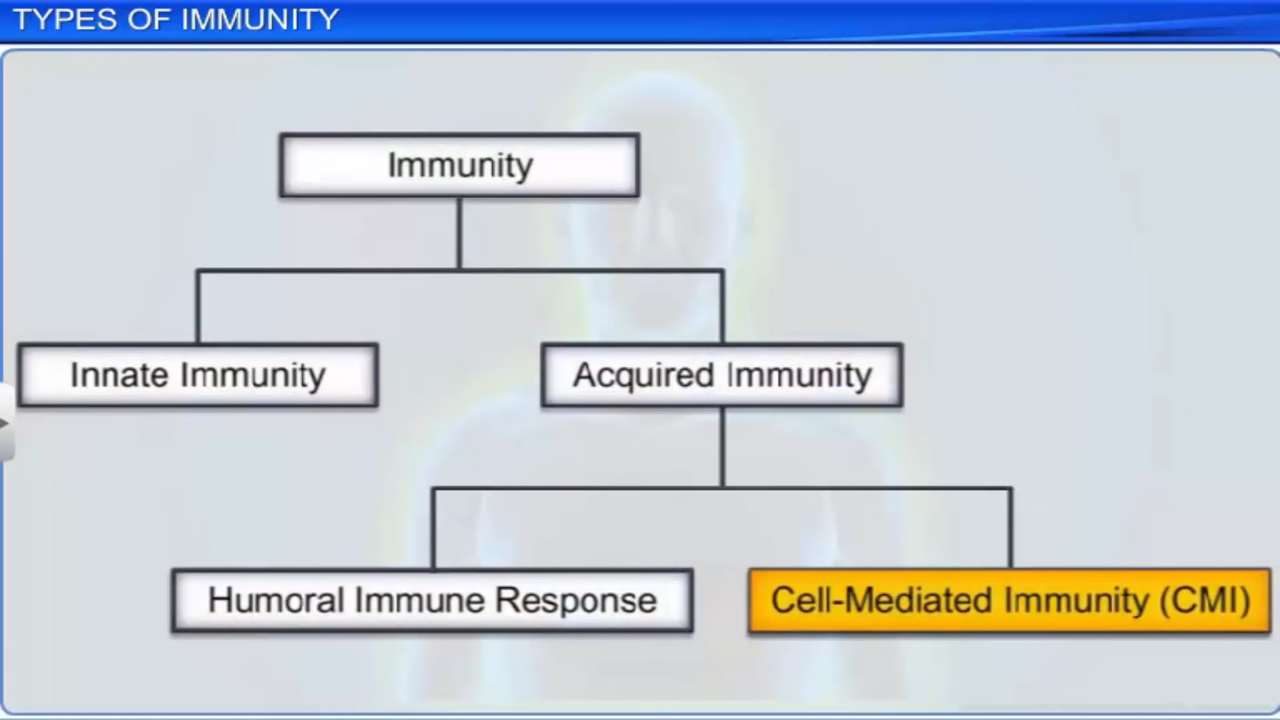 TYPES OF IMMUNITY
Immunity
Innate Immunity
Acquired Immunity
Humoral Immune Response
Cell-Mediated Immunity (CMI)